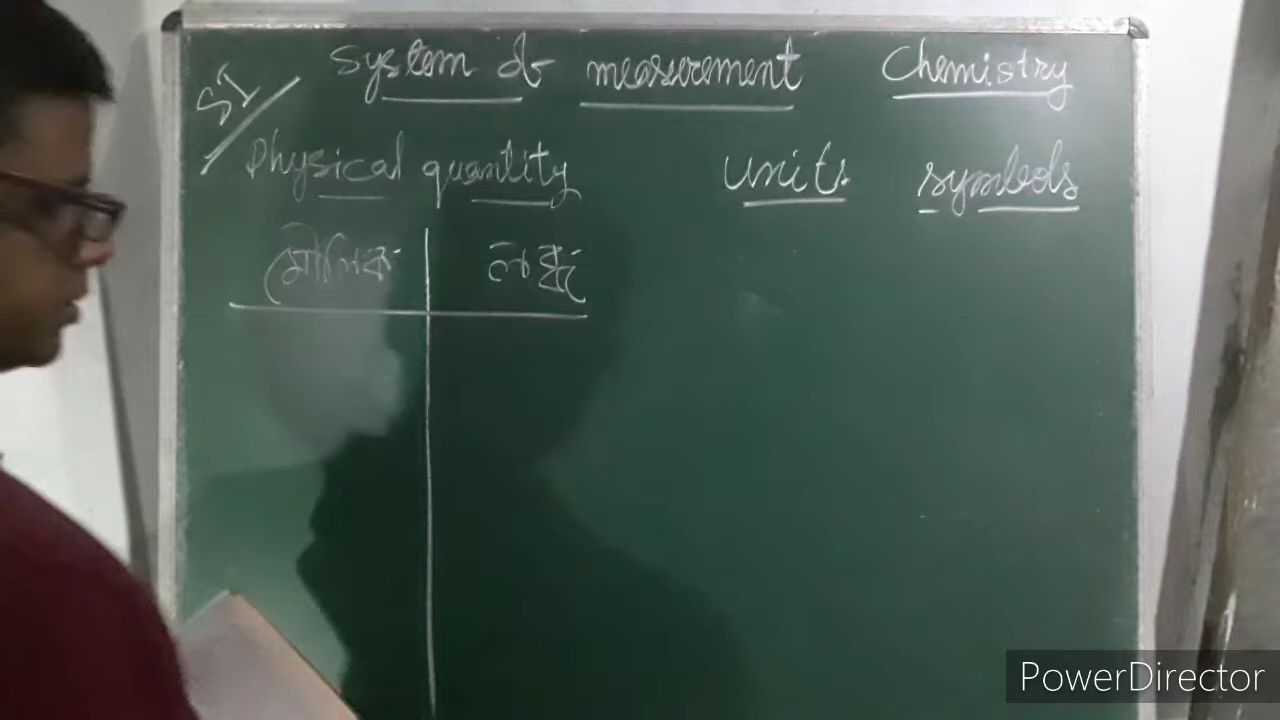 System of measurement Chemistry
SI
Physical quantity units symbols
মৌলিক লব্ধ
PowerDirector